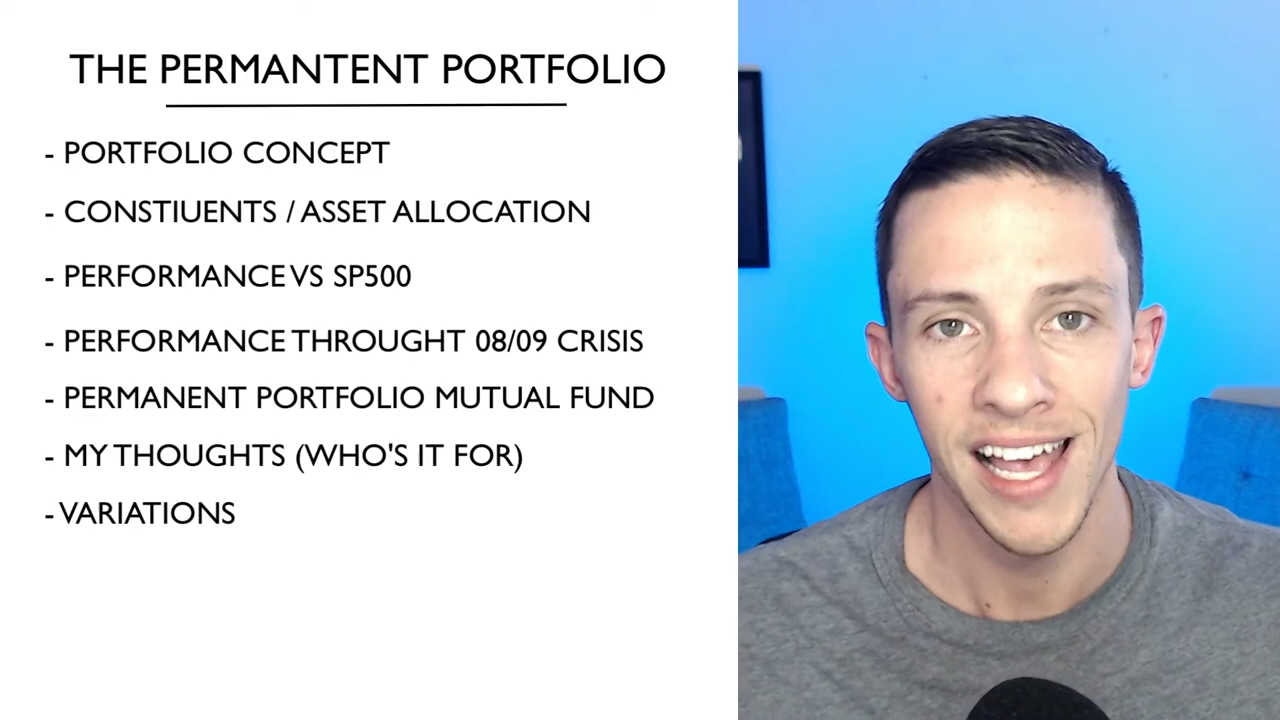 THE PERMANTENT PORTFOLIO
- PORTFOLIO CONCEPT
- CONSTIUENTS / ASSET ALLOCATION
- PERFORMANCE VS SP500
- PERFORMANCE THROUGHT 08/09 CRISIS
- PERMANENT PORTFOLIO MUTUAL FUND
- MY THOUGHTS (WHO'S IT FOR)
- VARIATIONS